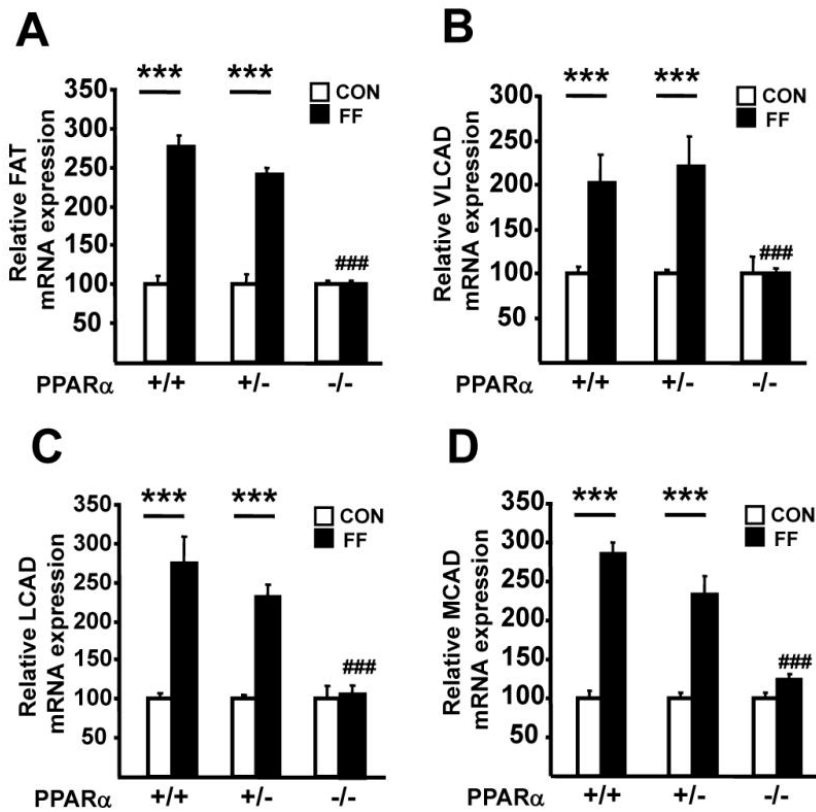 A
Relative FAT
mRNA expression
350
300
250
200
150
100
50
***
***
###
CON
FF
PPARα
+/+
+/-
-/-
B
Relative VLCAD
mRNA expression
300
250
200
150
100
50
***
***
###
CON
FF
PPARα
+/+
+/-
-/-
C
Relative LCAD
mRNA expression
350
300
250
200
150
100
50
***
***
###
CON
FF
PPARα
+/+
+/-
-/-
D
Relative MCAD
mRNA expression
350
300
250
200
150
100
50
***
***
###
CON
FF
PPARα
+/+
+/-
-/-